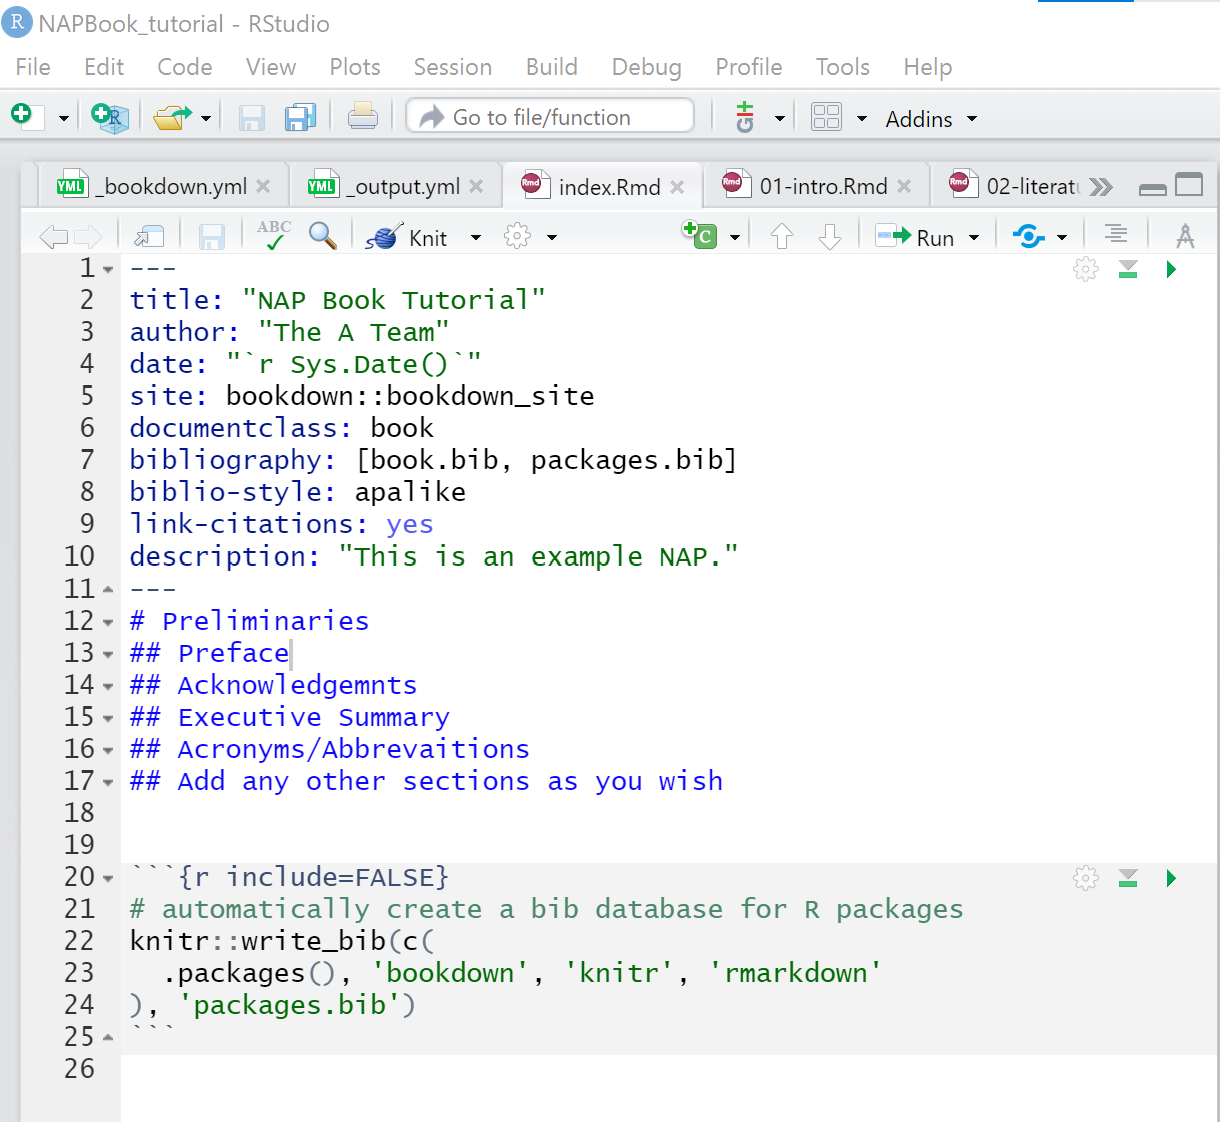 R NAPBook_tutorial - RStudio
File Edit Code View Plots Session Build Debug Profile Tools Help
R Go to file/function git Addins
YML _bookdown.yml YML _output.yml Rmd index.Rmd Rmd 01-intro.Rmd Rmd 02-literat
ABC Knit C Run
1 ---
2 title: "NAP Book Tutorial"
3 author: "The A Team"
4 date: "`r Sys.Date()`"
5 site: bookdown::bookdown_site
6 documentclass: book
7 bibliography: [book.bib, packages.bib]
8 biblio-style: apalike
9 link-citations: yes
10 description: "This is an example NAP."
11 ---
12 # Preliminaries
13 ## Preface
14 ## Acknowledgemnts
15 ## Executive Summary
16 ## Acronyms/Abbrevaitions
17 ## Add any other sections as you wish
18
19
20 ```{r include=FALSE}
21 # automatically create a bib database for R packages
22 knitr::write_bib(c(
23   .packages(), 'bookdown', 'knitr', 'rmarkdown'
24 ), 'packages.bib')
25 ```
26